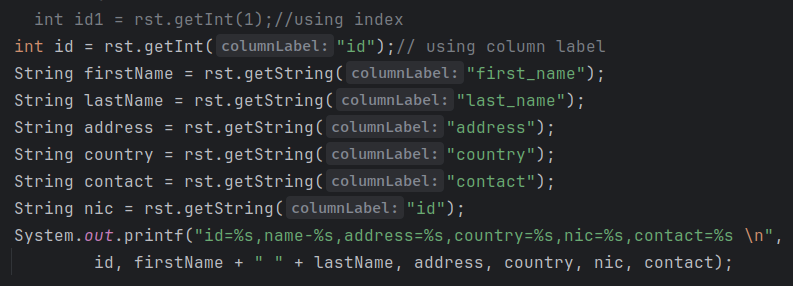 int id1 = rst.getInt(1);//using index
int id = rst.getInt( columnLabel: "id");// using column label
String firstName = rst.getString( columnLabel: "first_name");
String lastName = rst.getString( columnLabel: "last_name");
String address = rst.getString( columnLabel: "address");
String country = rst.getString( columnLabel: "country");
String contact = rst.getString( columnLabel: "contact");
String nic = rst.getString( columnLabel: "id");
System.out.printf("id=%s,name-%s,address=%s,country=%s,nic=%s,contact=%s \n",
id, firstName + " " + lastName, address, country, nic, contact);